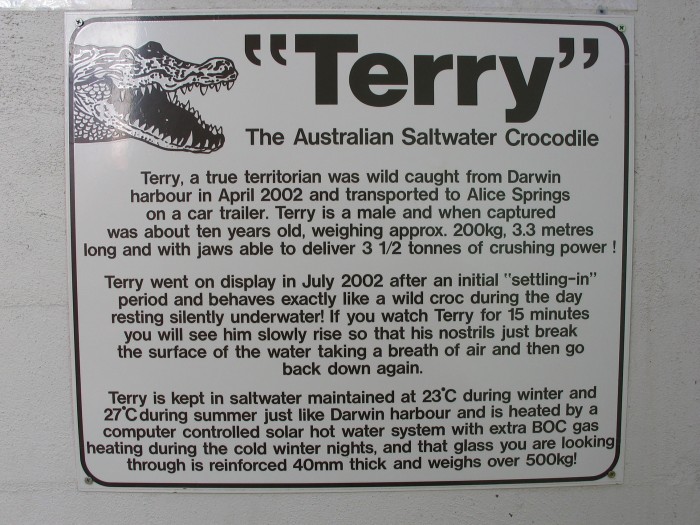 "Terry"
The Australian Saltwater Crocodile
Terry, a true territorian was wild caught from Darwin
harbour in April 2002 and transported to Alice Springs
on a car trailer. Terry is a male and when captured
was about ten years old, weighing approx. 200kg, 3.3 metres
long and with jaws able to deliver 3 1/2 tonnes of crushing power !
Terry went on display in July 2002 after an initial "settling-in"
period and behaves exactly like a wild croc during the day
resting silently underwater! If you watch Terry for 15 minutes
you will see him slowly rise so that his nostrils just break
the surface of the water taking a breath of air and then go
back down again.
Terry is kept in saltwater maintained at 23°C during winter and
27°C during summer just like Darwin harbour and is heated by a
computer controlled solar hot water system with extra BOC gas
heating during the cold winter nights, and that glass you are looking
through is reinforced 40mm thick and weighs over 500kg!